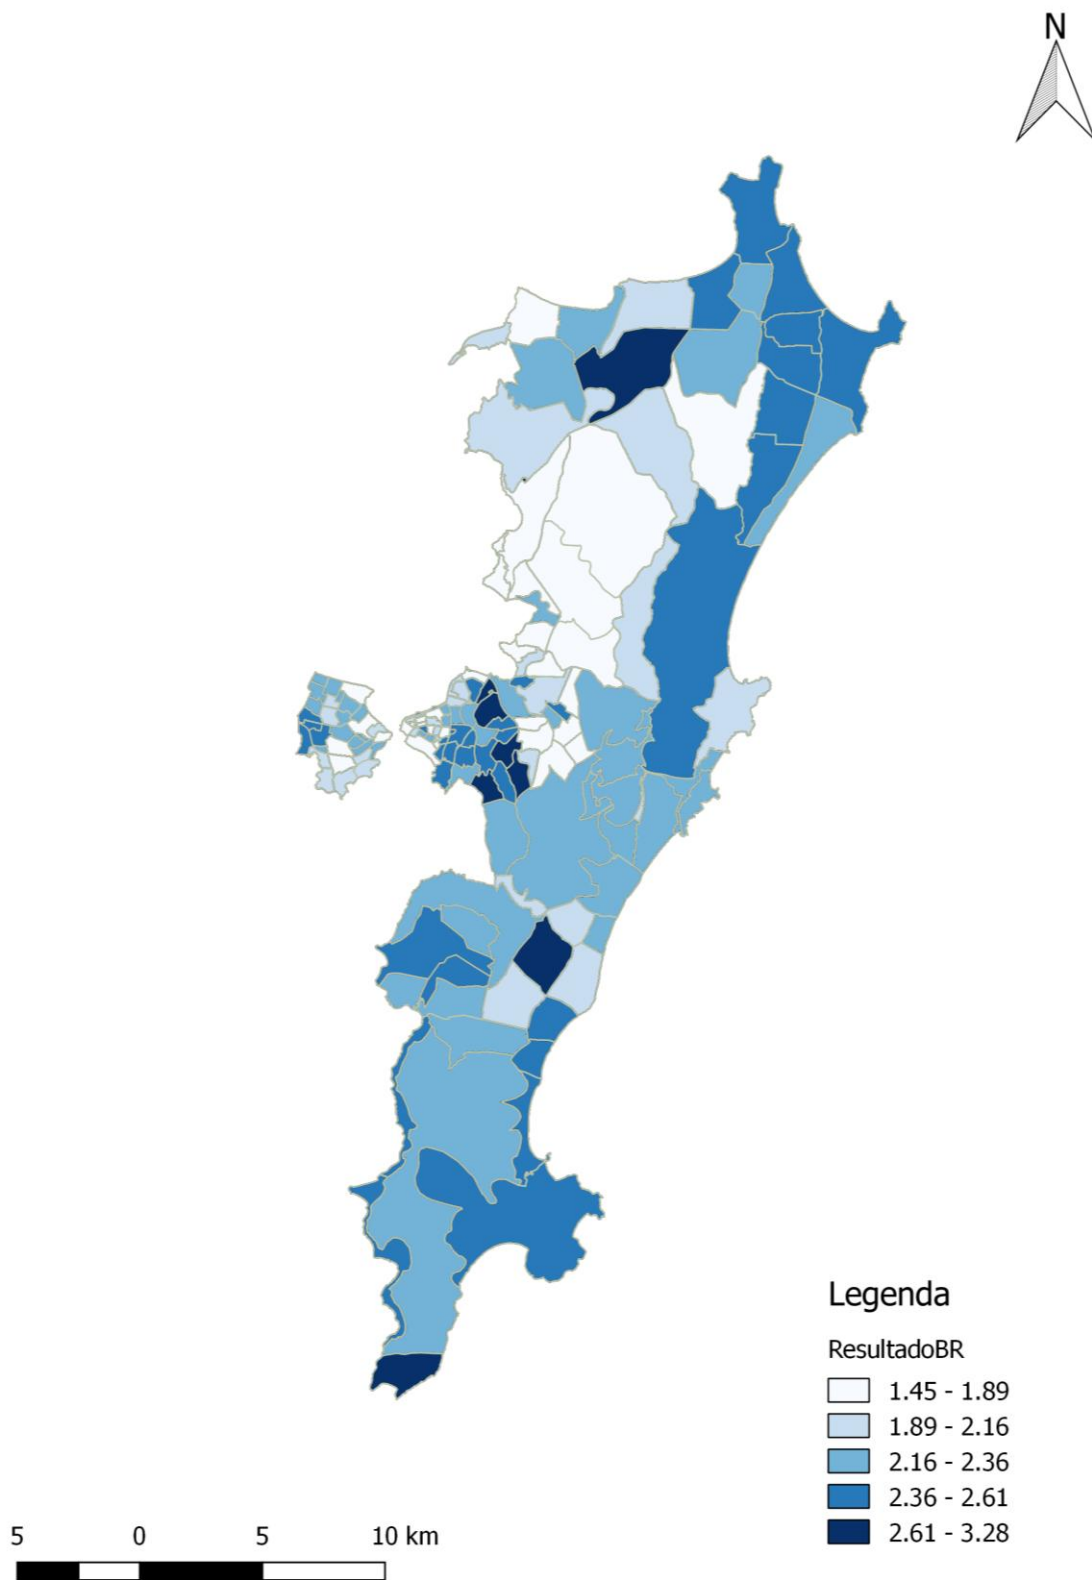 N
Legenda
ResultadoBR
1.45 - 1.89
1.89 - 2.16
2.16 - 2.36
2.36 - 2.61
2.61 - 3.28
5 0 5 10 km